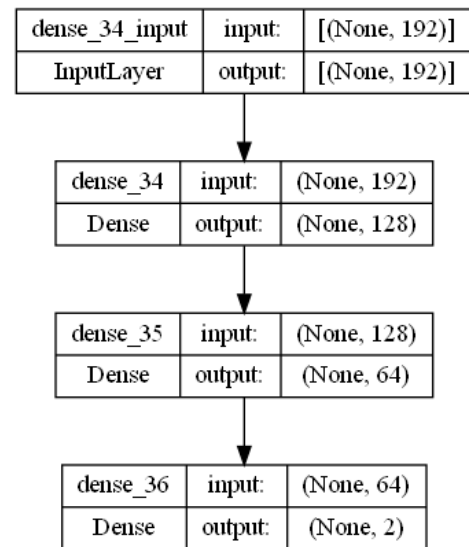 dense_34_input input: [(None, 192)]
InputLayer output: [(None, 192)]
dense_34 input: (None, 192)
Dense output: (None, 128)
dense_35 input: (None, 128)
Dense output: (None, 64)
dense_36 input: (None, 64)
Dense output: (None, 2)